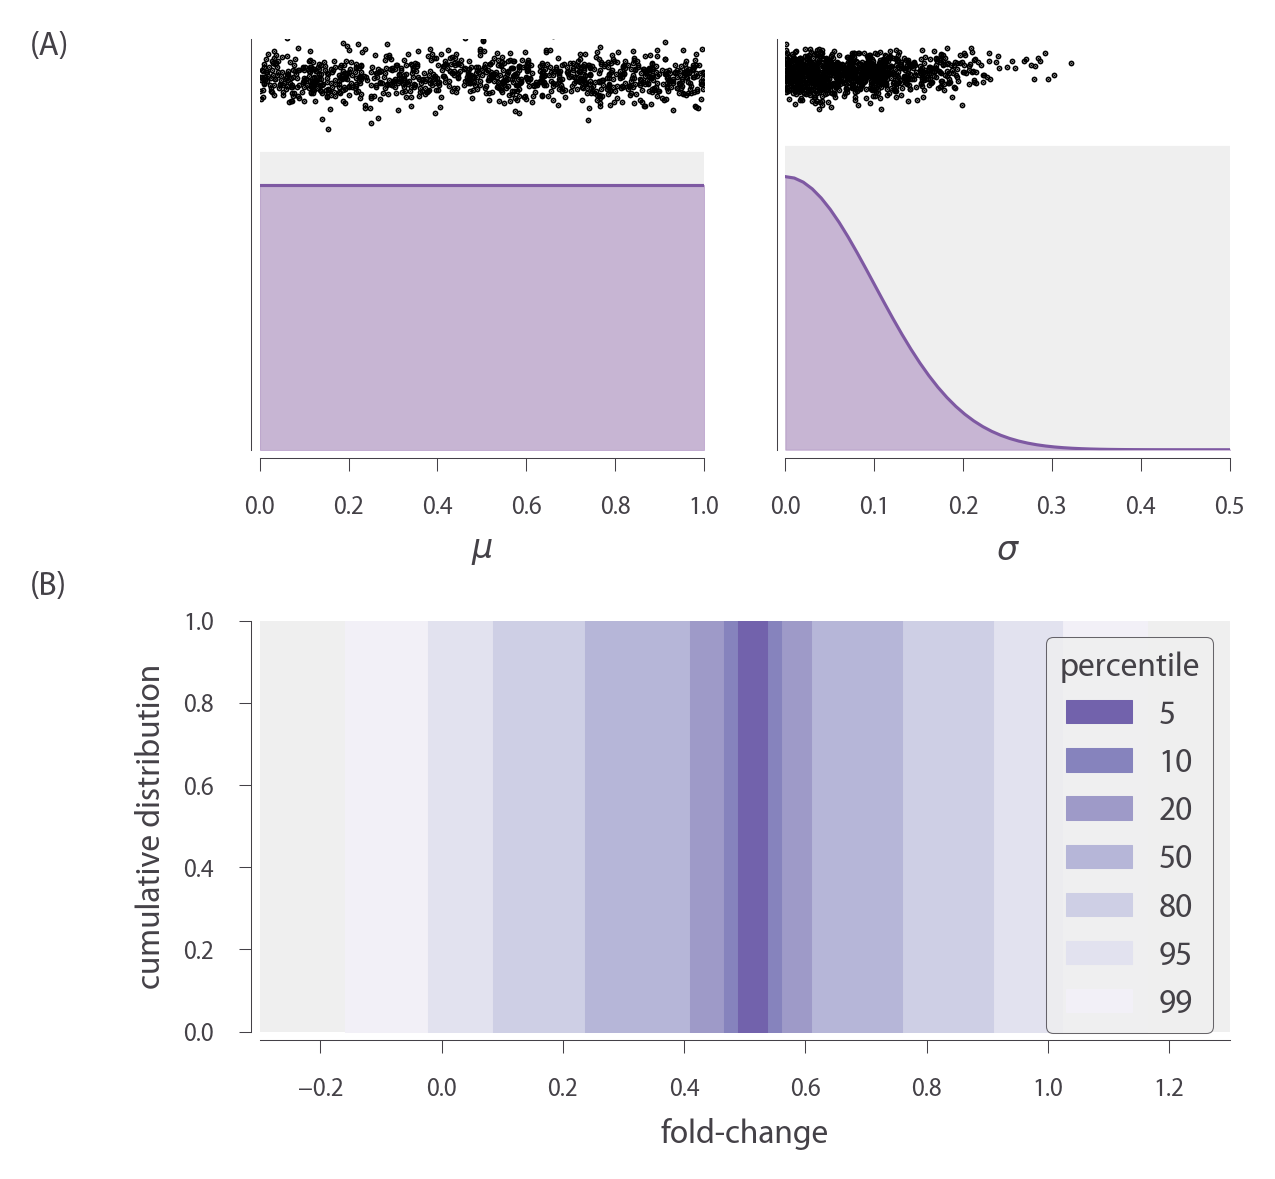 (A)
0.0 0.2 0.4 0.6 0.8 1.0
μ
0.0 0.1 0.2 0.3 0.4 0.5
σ
(B)
cumulative distribution
1.0
0.8
0.6
0.4
0.2
0.0
percentile
5
10
20
50
80
95
99
−0.2 0.0 0.2 0.4 0.6 0.8 1.0 1.2
fold-change